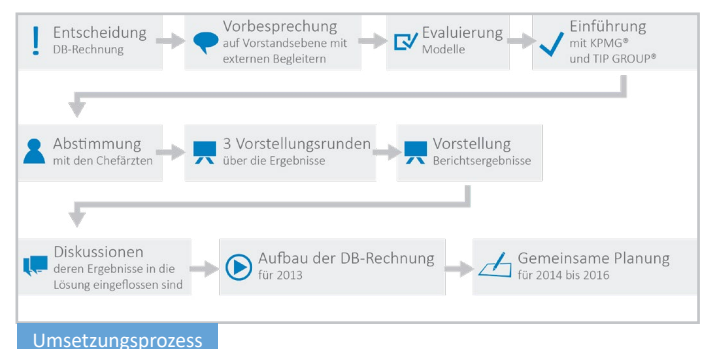 Entscheidung
DB-Rechnung
Vorbesprechung
auf Vorstandsebene mit
externen Begleitern
Evaluierung
Modelle
Einführung
mit KPMG®
und TIP GROUP®
Abstimmung
mit den Chefärzten
3 Vorstellungsrunden
über die Ergebnisse
Vorstellung
Berichtsergebnisse
Diskussionen
deren Ergebnisse in die
Lösung eingeflossen sind
Aufbau der DB-Rechnung
für 2013
Gemeinsame Planung
für 2014 bis 2016
Umsetzungsprozess